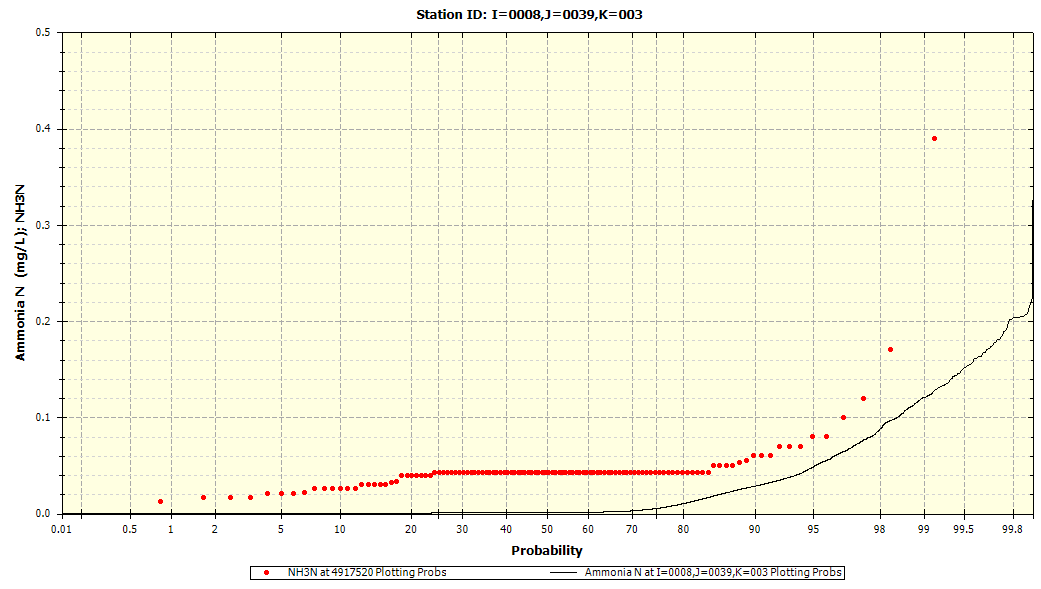 Station ID: I=0008,J=0039,K=003
Ammonia N (mg/L); NH3N
0.5
0.4
0.3
0.2
0.1
0.0
0.01 0.5 1 2 5 10 20 30 40 50 60 70 80 90 95 98 99 99.5 99.8
Probability
NH3N at 4917520 Plotting Probs Ammonia N at I=0008,J=0039,K=003 Plotting Probs